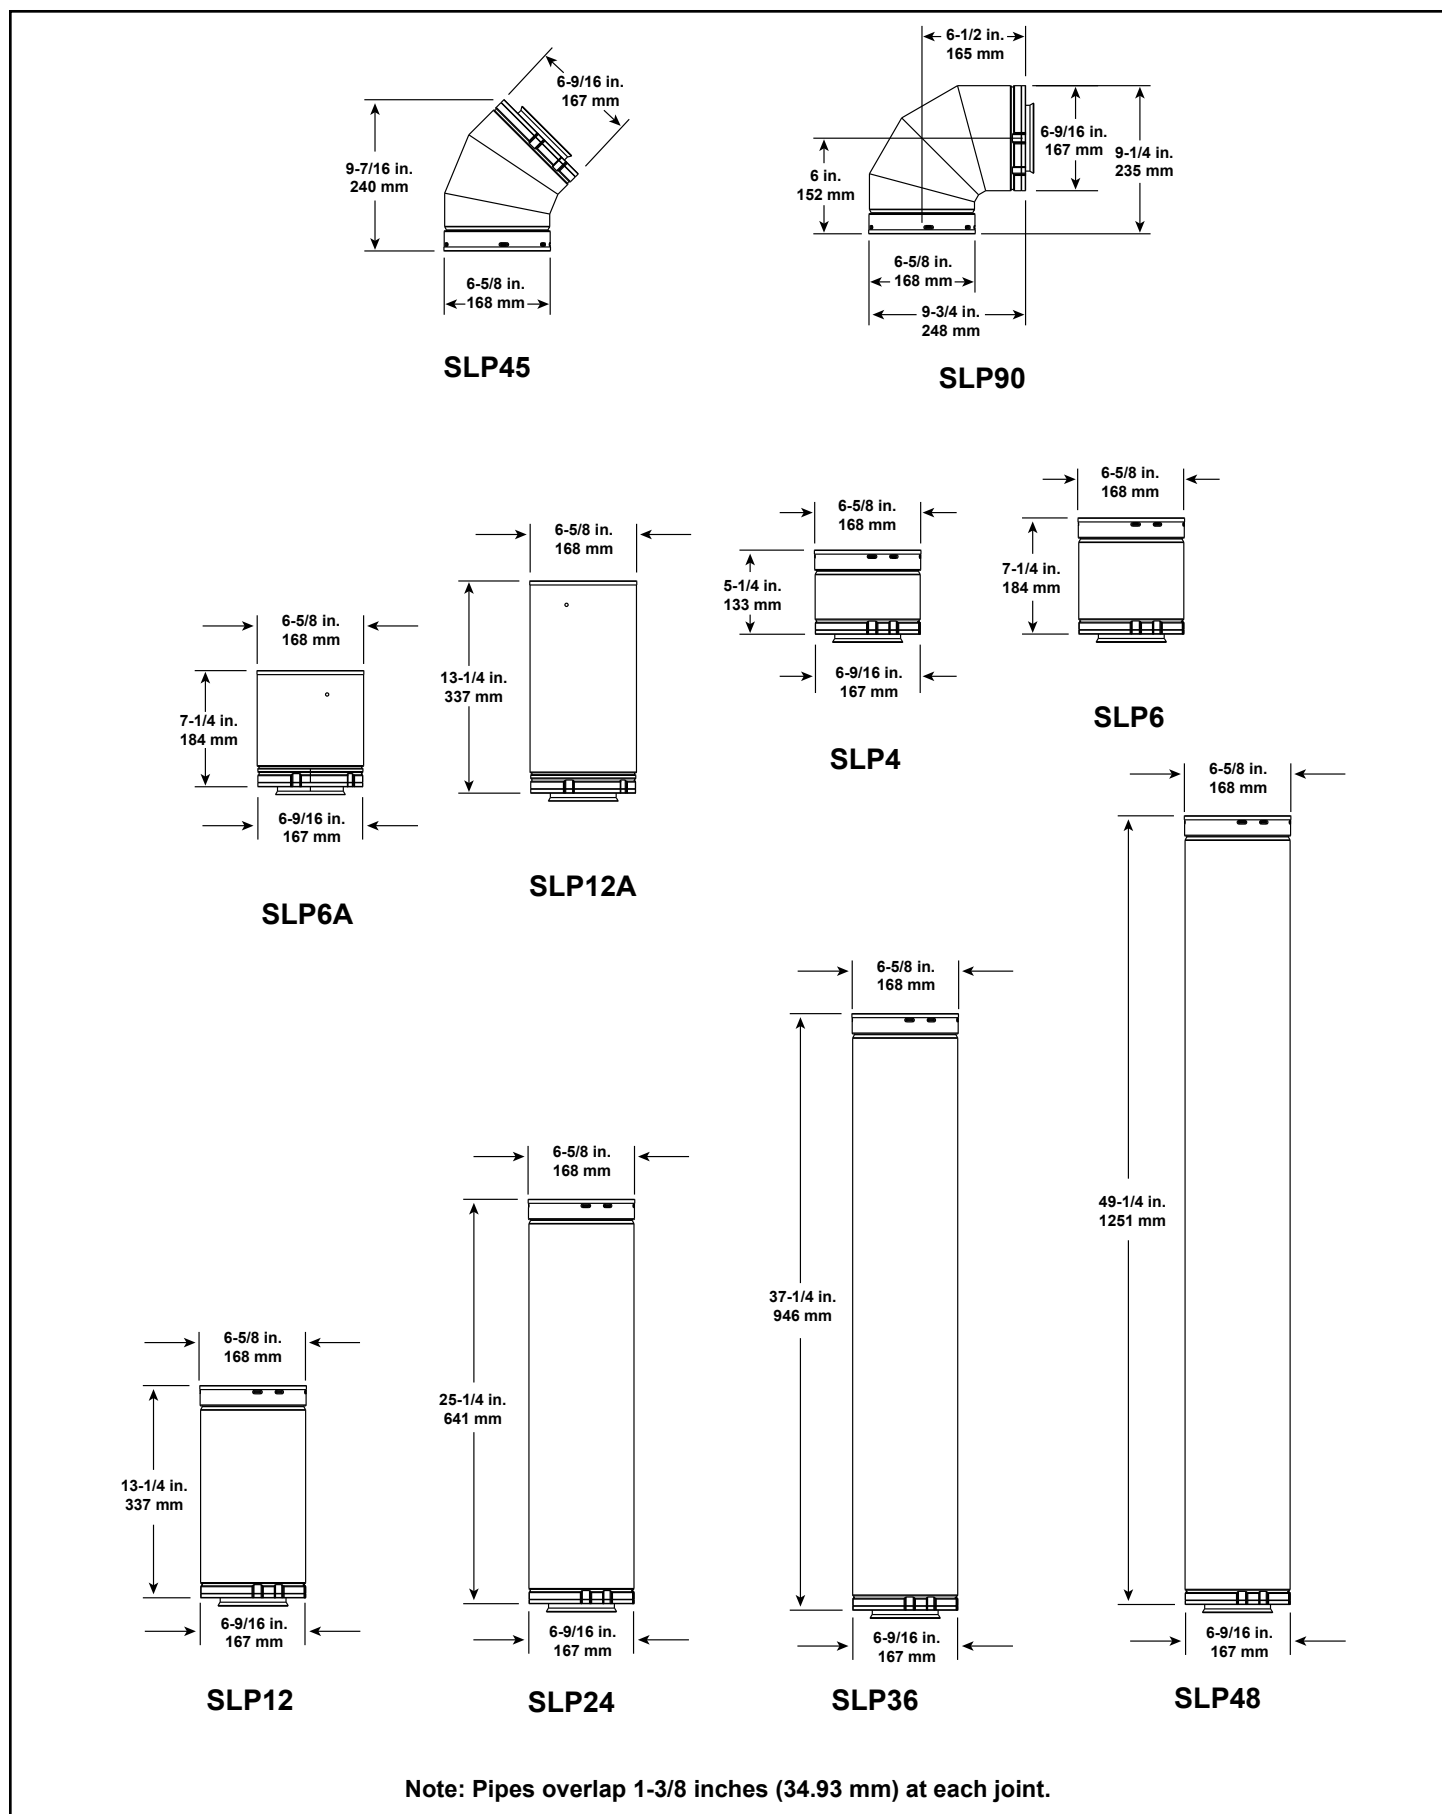 6-9/16 in.
167 mm
9-7/16 in.
240 mm
6-5/8 in.
168 mm
SLP45
6-1/2 in.
165 mm
6-9/16 in.
167 mm
9-1/4 in.
235 mm
6 in.
152 mm
6-5/8 in.
168 mm
9-3/4 in.
248 mm
SLP90
6-5/8 in.
168 mm
7-1/4 in.
184 mm
6-9/16 in.
167 mm
SLP6A
6-5/8 in.
168 mm
13-1/4 in.
337 mm
SLP12A
6-5/8 in.
168 mm
5-1/4 in.
133 mm
6-9/16 in.
167 mm
SLP4
6-5/8 in.
168 mm
7-1/4 in.
184 mm
SLP6
6-5/8 in.
168 mm
13-1/4 in.
337 mm
6-9/16 in.
167 mm
SLP12
6-5/8 in.
168 mm
25-1/4 in.
641 mm
6-9/16 in.
167 mm
SLP24
6-5/8 in.
168 mm
37-1/4 in.
946 mm
6-9/16 in.
167 mm
SLP36
6-5/8 in.
168 mm
49-1/4 in.
1251 mm
6-9/16 in.
167 mm
SLP48
Note: Pipes overlap 1-3/8 inches (34.93 mm) at each joint.